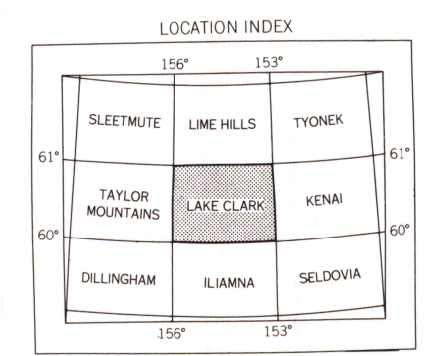 LOCATION INDEX
156° 153°
SLEETMUTE LIME HILLS TYONEK
61° 61°
TAYLOR
MOUNTAINS LAKE CLARK KENAI
60° 60°
DILLINGHAM ILIAMNA SELDOVIA
156° 153°